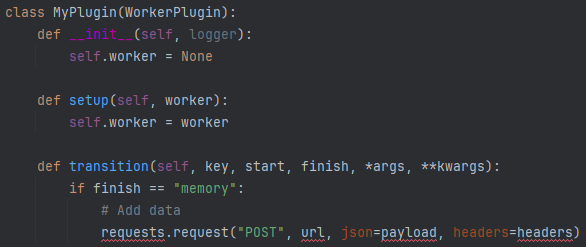 class MyPlugin(WorkerPlugin):
    def __init__(self, logger):
        self.worker = None

    def setup(self, worker):
        self.worker = worker

    def transition(self, key, start, finish, *args, **kwargs):
        if finish == "memory":
            # Add data
            requests.request("POST", url, json=payload, headers=headers)